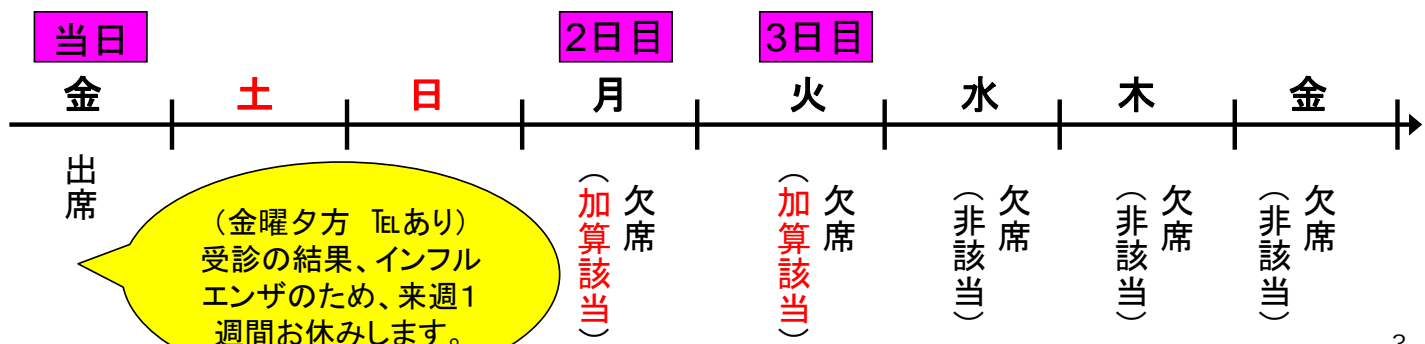 当日 2日目 3日目
金 土 日 月 火 水 木 金
出席
(金曜夕方 ℡あり)
受診の結果、インフル
エンザのため、来週1
週間お休みします。
欠席
(加算該当)
欠席
(加算該当)
欠席
(非該当)
欠席
(非該当)
欠席
(非該当)